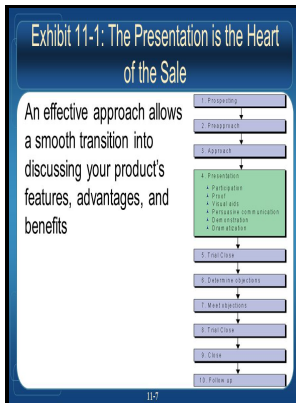 Exhibit 11-1: The Presentation is the Heart
of the Sale
An effective approach allows
a smooth transition into
discussing your product's
features, advantages, and
benefits
1. Prospecting
2. Preapproach
3. Approach
4. Presentation
• Participation
• Proof
• Visual aids
• Persuasive communication
• Demonstration
• Dramatization
5. Trial Close
6. Determine objections
7. Meet objections
8. Trial Close
9. Close
10. Follow up
11-7